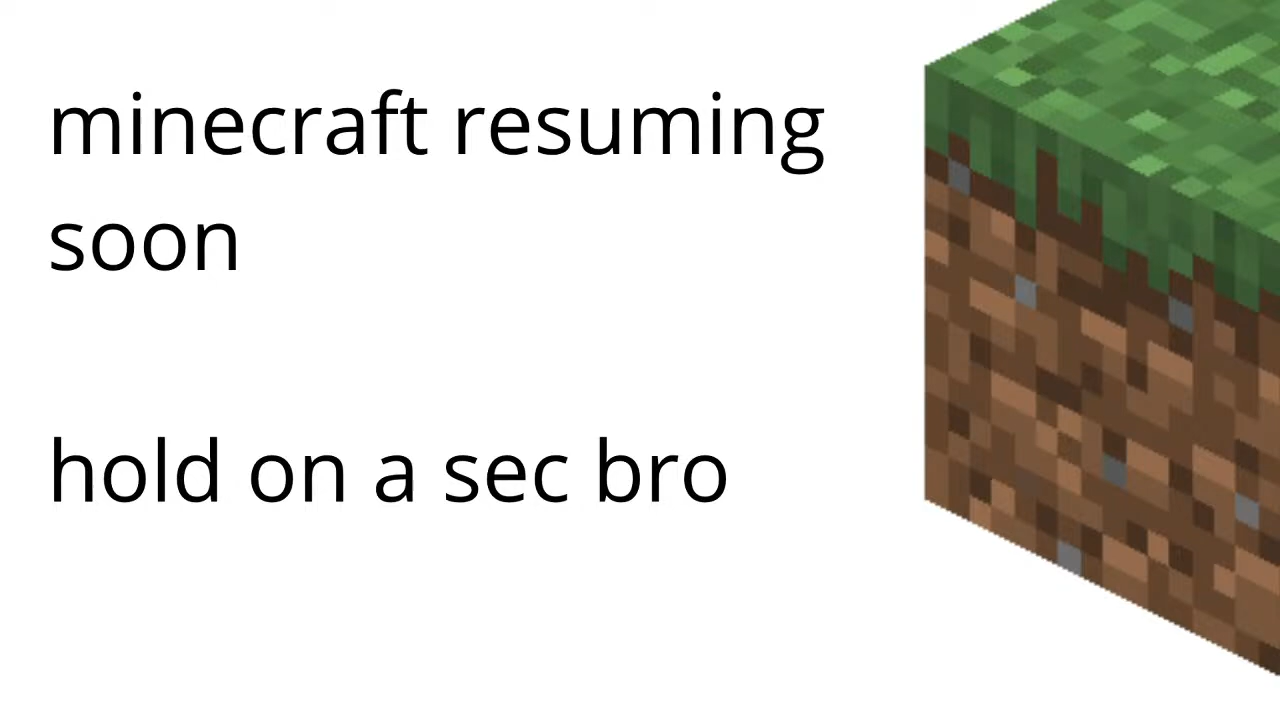 minecraft resuming
soon
hold on a sec bro